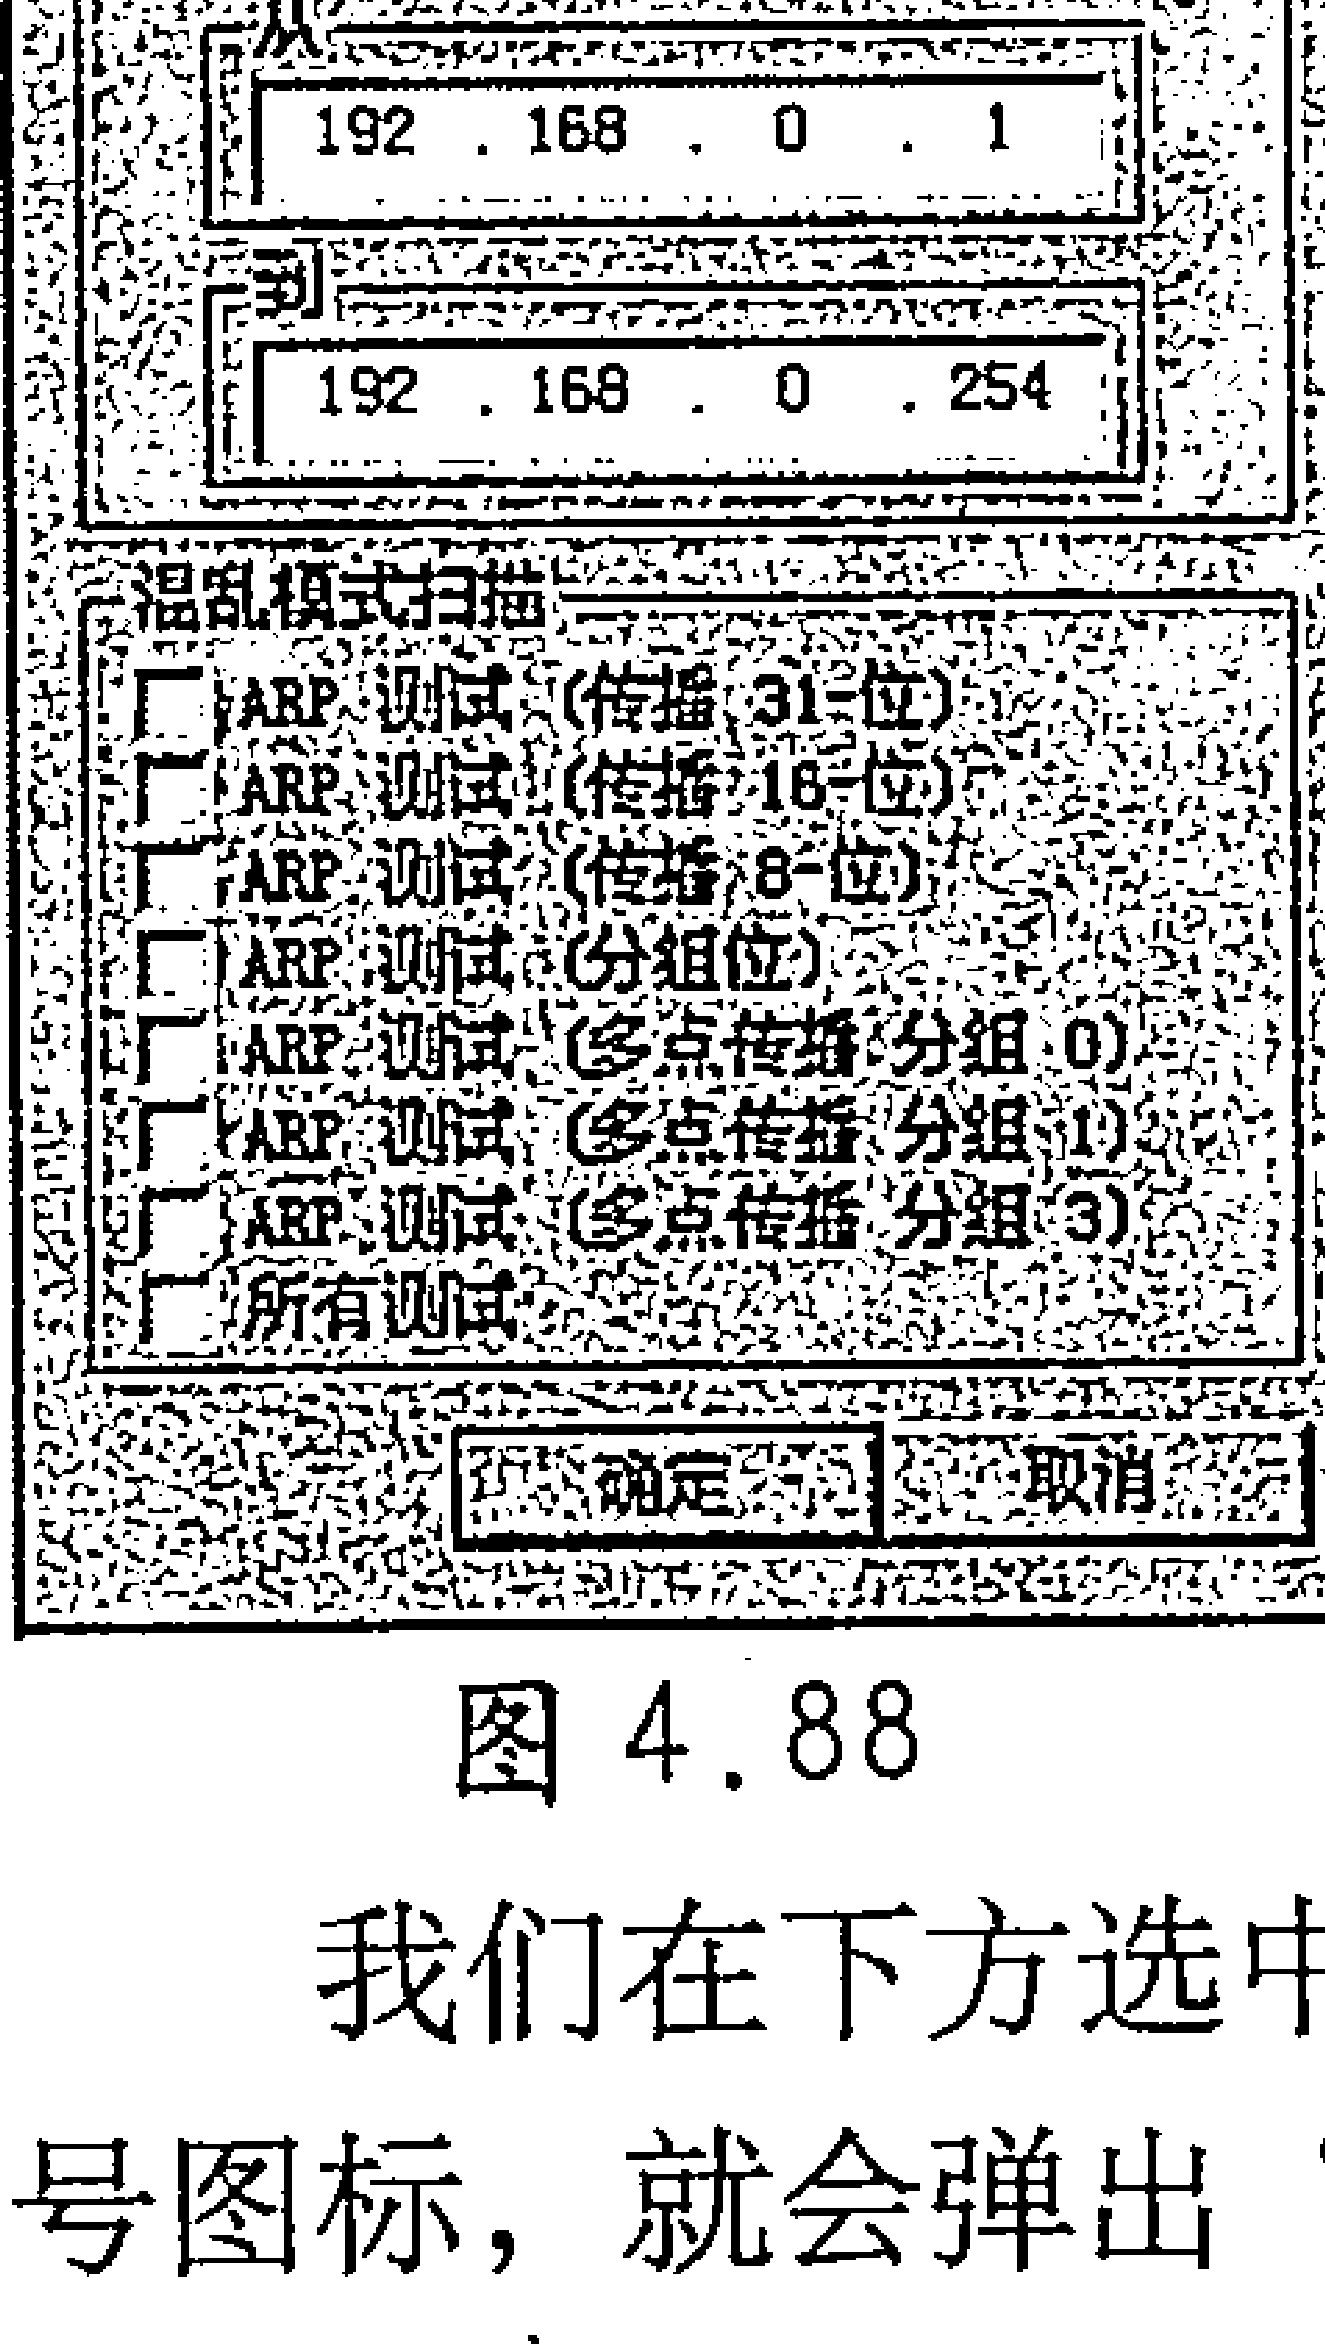 从
192 . 168 . 0 . 1
到
192 . 168 . 0 . 254
混乱模式扫描
ARP 测试 (传播 31-位)
ARP 测试 (传播 16-位)
ARP 测试 (传播 8-位)
ARP 测试 (分组位)
ARP 测试 (多点传播 分组 0)
ARP 测试 (多点传播 分组 1)
ARP 测试 (多点传播 分组 3)
所有测试
确定 取消
图 4.88
我们在下方选中
号图标，就会弹出“